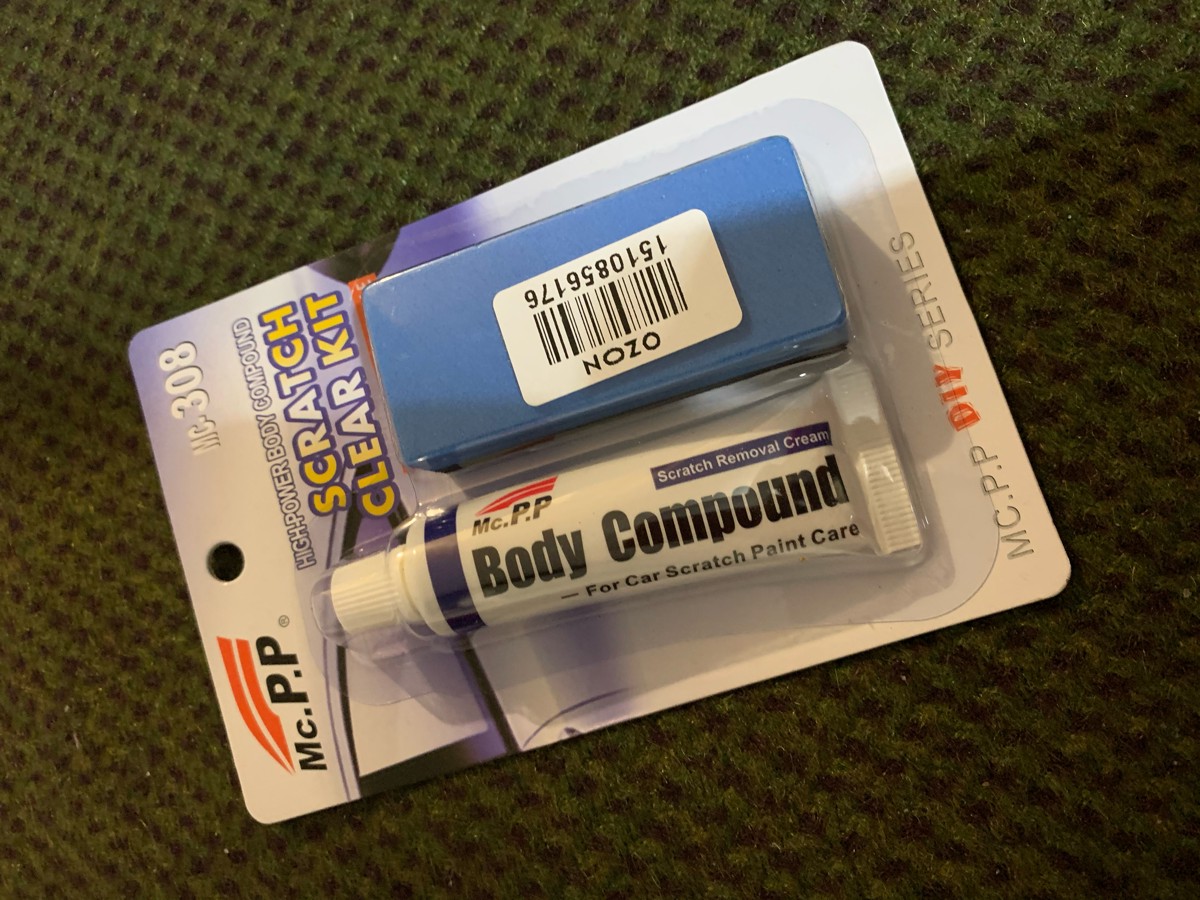 MC-308
HIGH-POWER BODY COMPOUND
SCRATCH
CLEAR KIT
Mc.P.P®
1510856176
OZON
Scratch Removal Cream
Mc.P.P
Body Compound
— For Car Scratch Paint Care
MC.P.P DIY SERIES